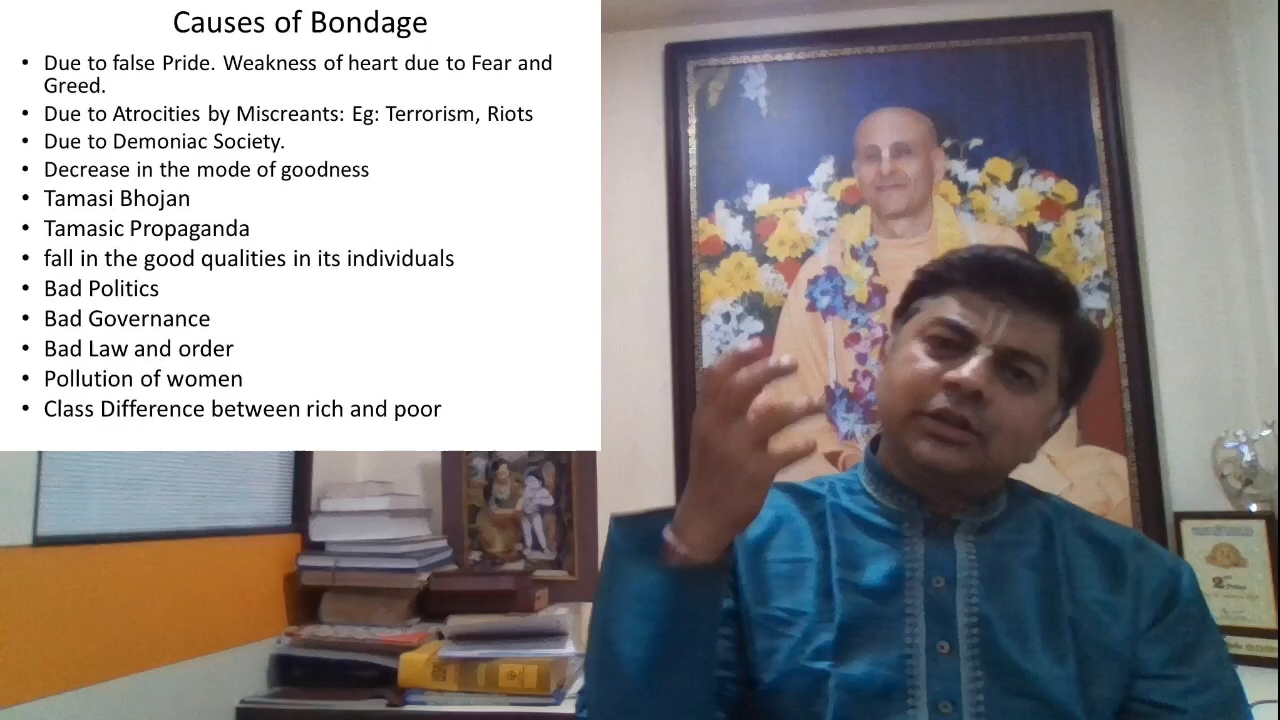 Causes of Bondage
• Due to false Pride. Weakness of heart due to Fear and
Greed.
• Due to Atrocities by Miscreants: Eg: Terrorism, Riots
• Due to Demoniac Society.
• Decrease in the mode of goodness
• Tamasi Bhojan
• Tamasic Propaganda
• fall in the good qualities in its individuals
• Bad Politics
• Bad Governance
• Bad Law and order
• Pollution of women
• Class Difference between rich and poor
2nd